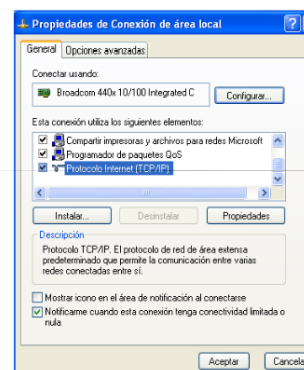 Propiedades de Conexión de área local
General
Opciones avanzadas
Conectar usando:
Broadcom 440x 10/100 Integrated C
Configurar...
Esta conexión utiliza los siguientes elementos:
Compartir impresoras y archivos para redes Microsoft
Programador de paquetes QoS
Protocolo Internet (TCP/IP)
Instalar...
Desinstalar
Propiedades
Descripción
Protocolo TCP/IP. El protocolo de red de área extensa
predeterminado que permite la comunicación entre varias
redes conectadas entre sí.
Mostrar icono en el área de notificación al conectarse
Notificarme cuando esta conexión tenga conectividad limitada o
nula
Aceptar
Cancela